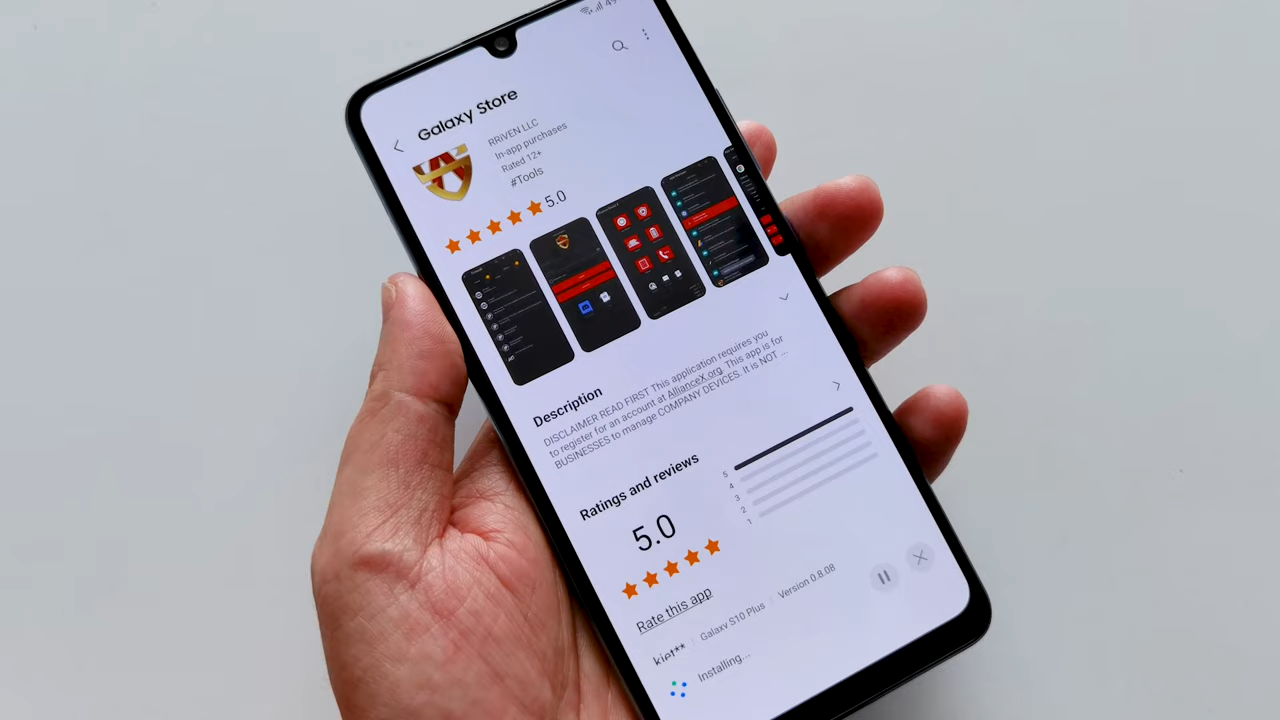 Galaxy Store
RRIVEN LLC
In-app purchases
Rated 12+
#Tools
5.0
Description
DISCLAIMER READ FIRST This application requires you
to register for an account at AllianceX.org. This app is for
BUSINESSES to manage COMPANY DEVICES. It is NOT ...
Ratings and reviews
5.0
5
4
3
2
1
Rate this app
kiet**
Galaxy S10 Plus
Version 0.8.08
Installing...